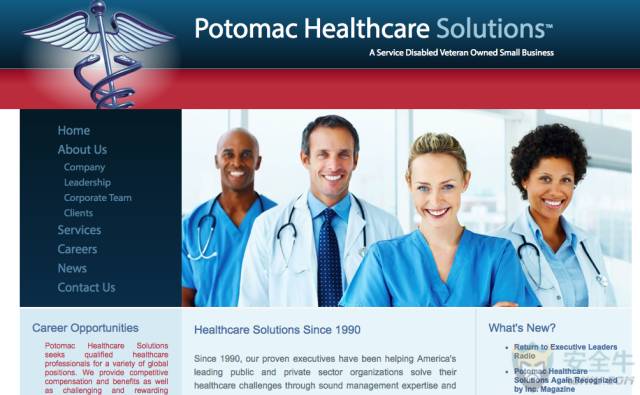 Potomac Healthcare Solutions™
A Service Disabled Veteran Owned Small Business
Home
About Us
Company
Leadership
Corporate Team
Clients
Services
Careers
News
Contact Us
Career Opportunities
Potomac Healthcare Solutions
seeks qualified healthcare
professionals for a variety of global
positions. We provide competitive
compensation and benefits as well
as challenging and rewarding
Healthcare Solutions Since 1990
Since 1990, our proven executives have been helping America's
leading public and private sector organizations solve their
healthcare challenges through sound management expertise and
What's New?
Return to Executive Leaders
Radio
Potomac Healthcare
Solutions Again Recognized
by Inc. Magazine
安全牛